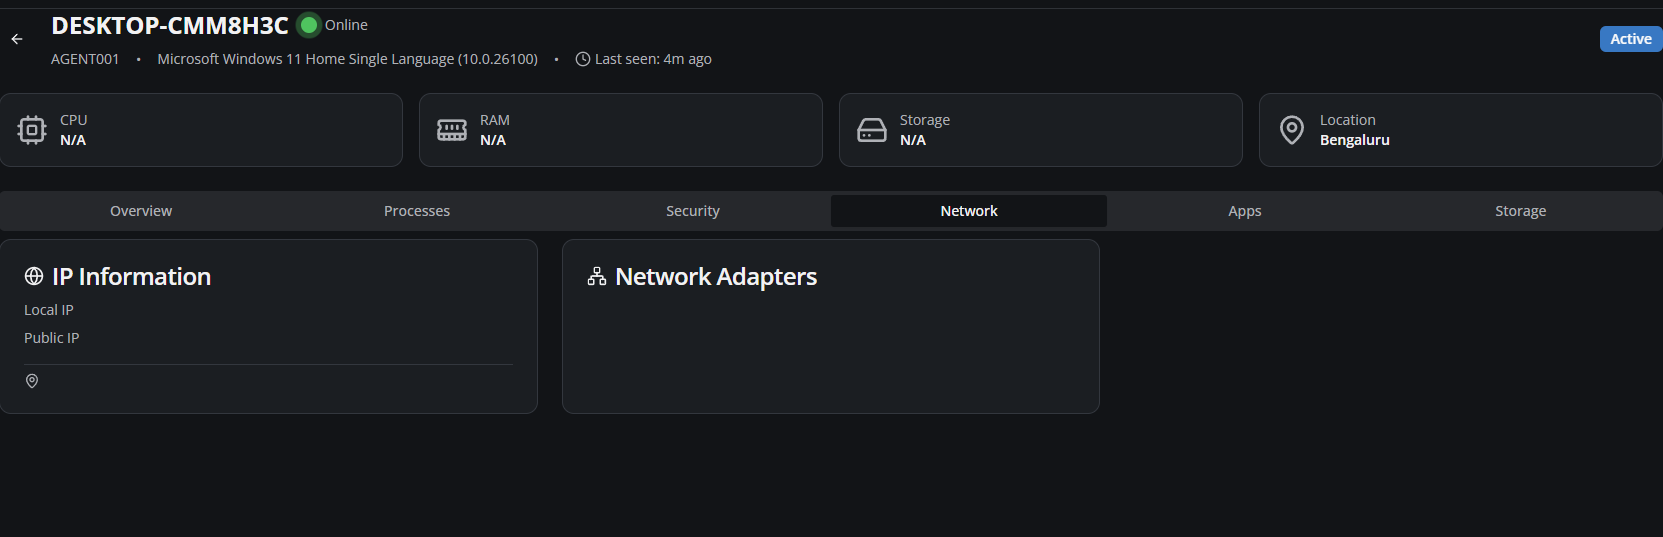 DESKTOP-CMM8H3C Online
AGENT001 • Microsoft Windows 11 Home Single Language (10.0.26100) • Last seen: 4m ago
Active
CPU
N/A
RAM
N/A
Storage
N/A
Location
Bengaluru
Overview Processes Security Network Apps Storage
IP Information
Local IP
Public IP
Network Adapters